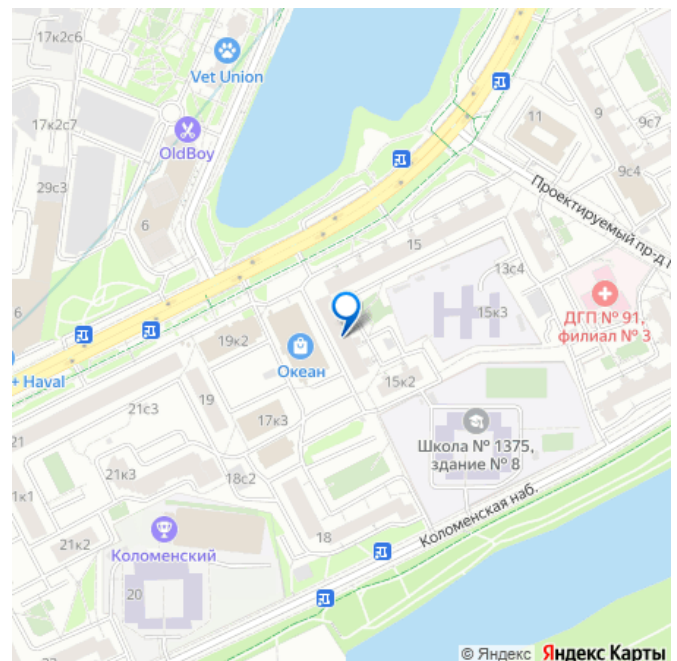 17к2с6
Vet Union
17к2с7
OldBoy
11
9
9с7
9с4
29с3
6
Проектируемый пр-д
15
13с4
6
15к3
ДГП № 91,
филиал № 3
19к2
+ Haval
Океан
15к2
21с3
19
17к3
21
Школа № 1375,
здание № 8
21к3
18с2
1к1
Коломенская наб.
18
21к2
Коломенский
20
22
© Яндекс Яндекс Карты